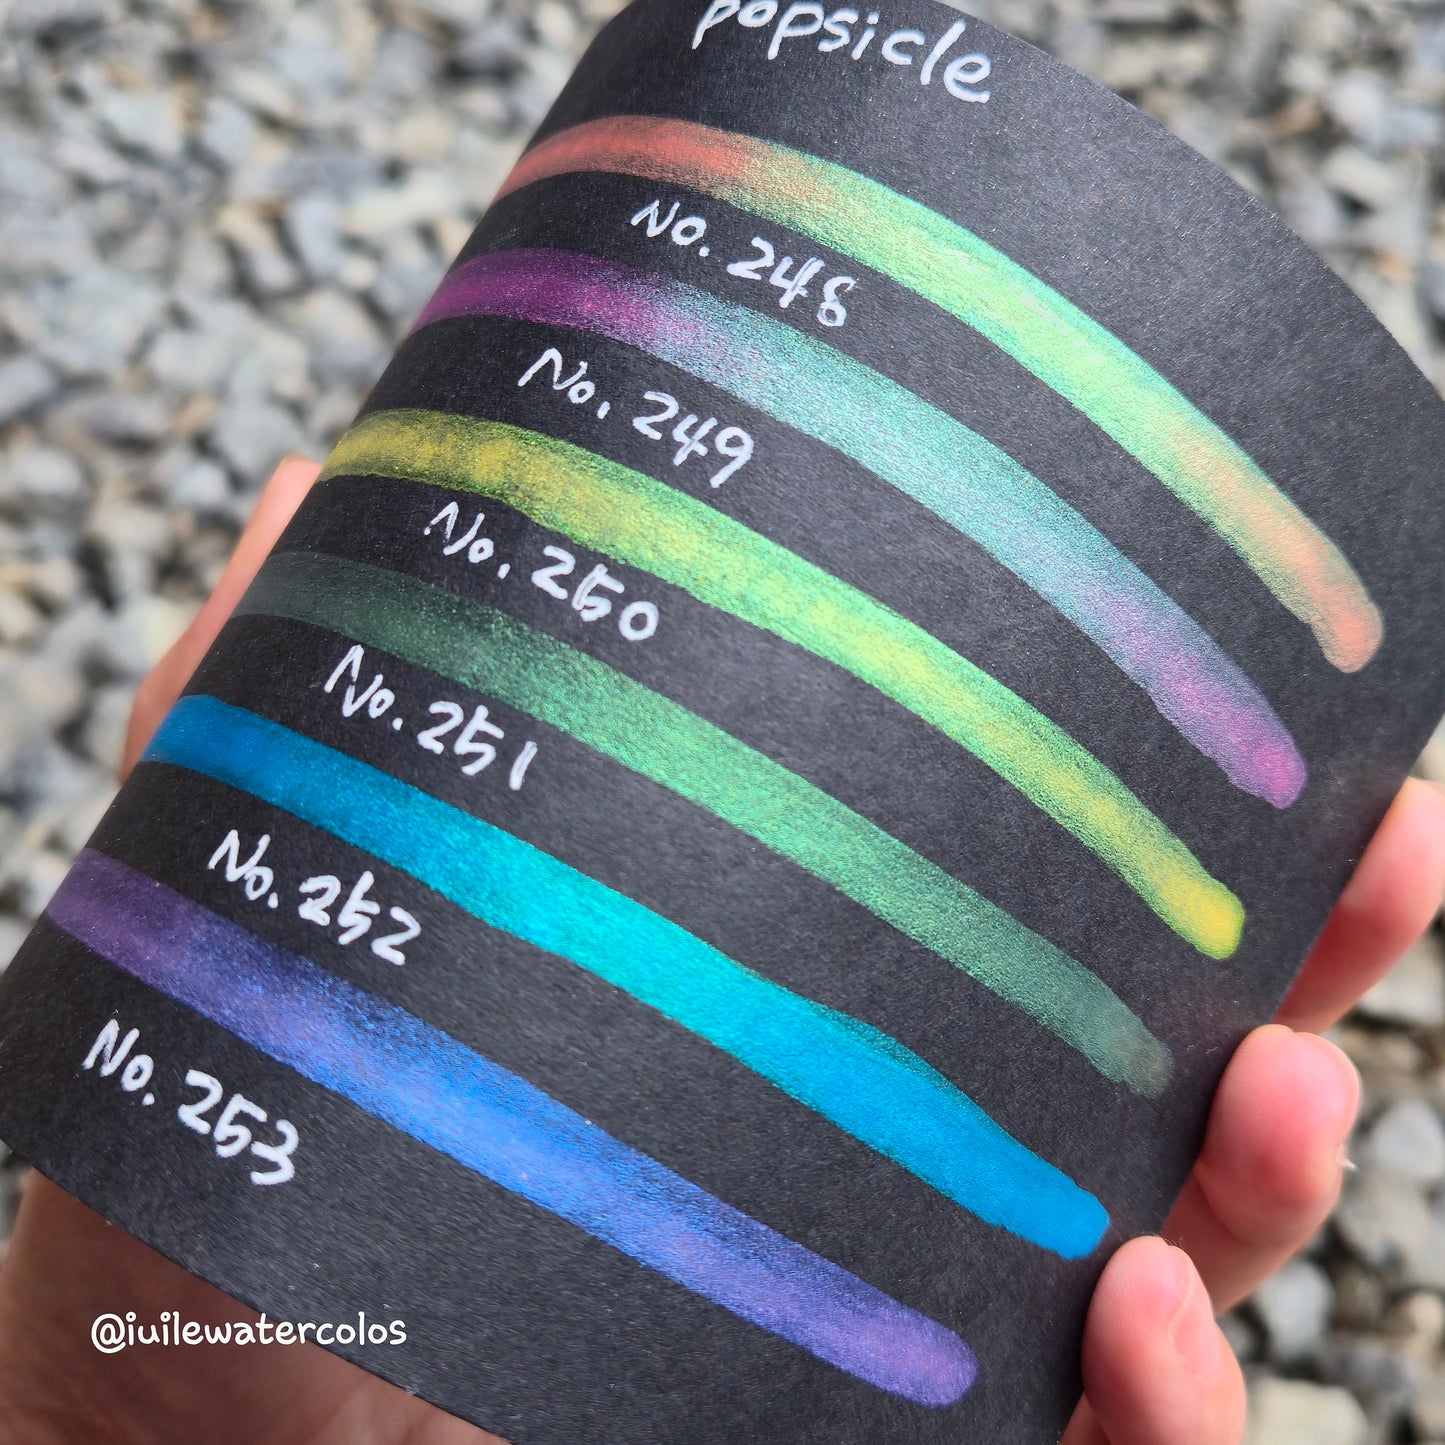 popsicle
No. 248
No. 249
No. 250
No. 251
No. 252
No. 253
@iuilewatercolos